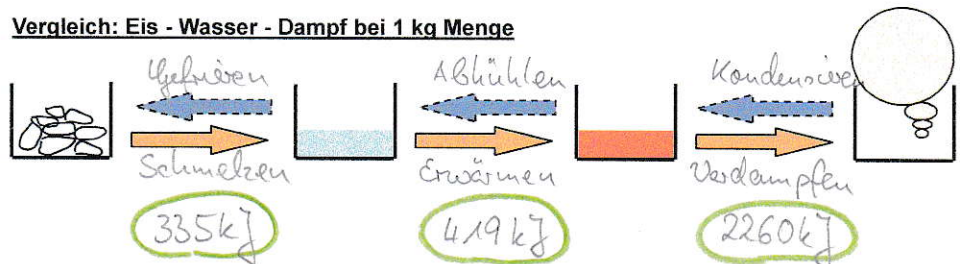 Vergleich: Eis - Wasser - Dampf bei 1 kg Menge
Gefrieren Abkühlen Kondensieren
Schmelzen Erwärmen Verdampfen
335kJ 419kJ 2260kJ